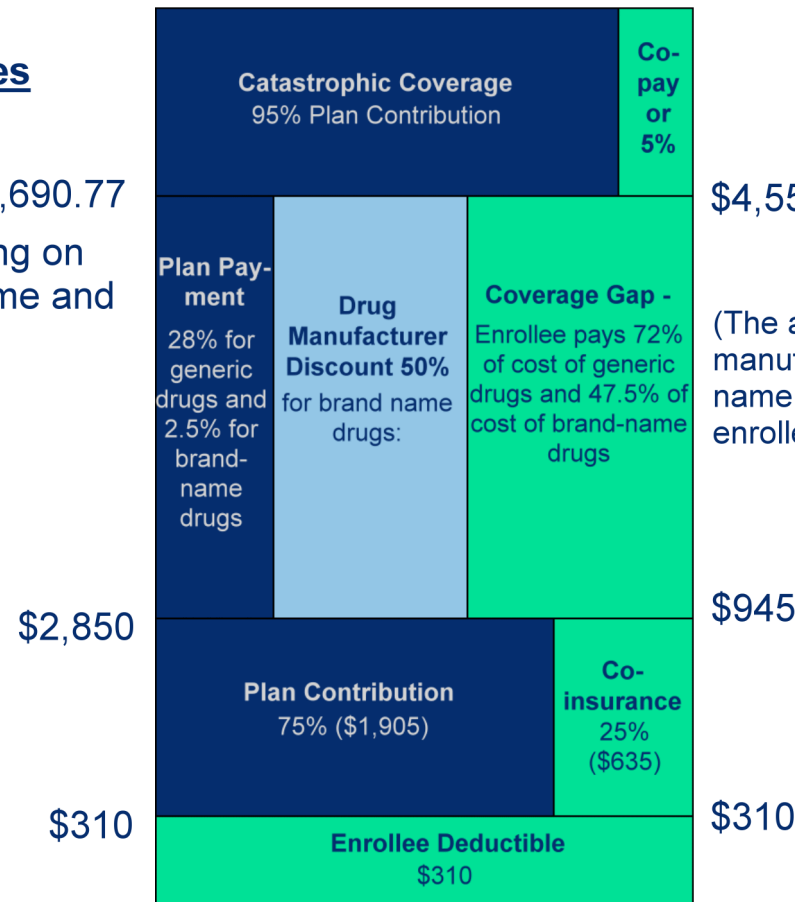 es
Catastrophic Coverage
95% Plan Contribution
Co-
pay
or
5%
,690.77
$4,55
ng on
me and
Plan Pay-
ment
28% for
generic
drugs and
2.5% for
brand-
name
drugs
Drug
Manufacturer
Discount 50%
for brand name
drugs:
Coverage Gap -
Enrollee pays 72%
of cost of generic
drugs and 47.5% of
cost of brand-name
drugs
(The a
manuf
name
enrolle
$2,850
$945
Plan Contribution
75% ($1,905)
Co-
insurance
25%
($635)
$310
$310
Enrollee Deductible
$310